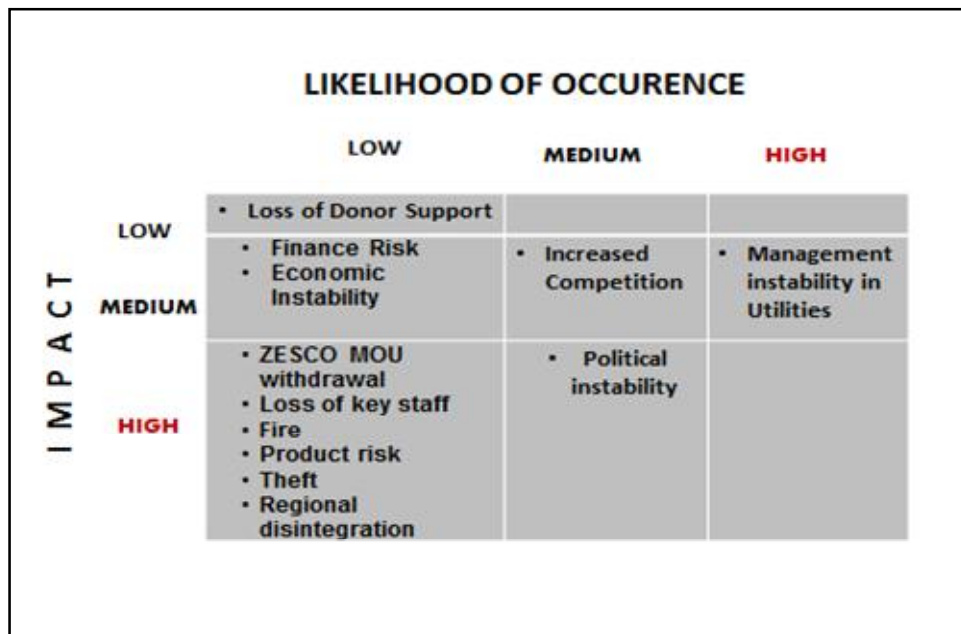 LIKELIHOOD OF OCCURENCE
LOW
MEDIUM
HIGH
IMPACT
LOW
• Loss of Donor Support
MEDIUM
• Finance Risk
• Economic
Instability
• Increased
Competition
• Management
instability in
Utilities
HIGH
• ZESCO MOU
withdrawal
• Loss of key staff
• Fire
• Product risk
• Theft
• Regional
disintegration
• Political
instability